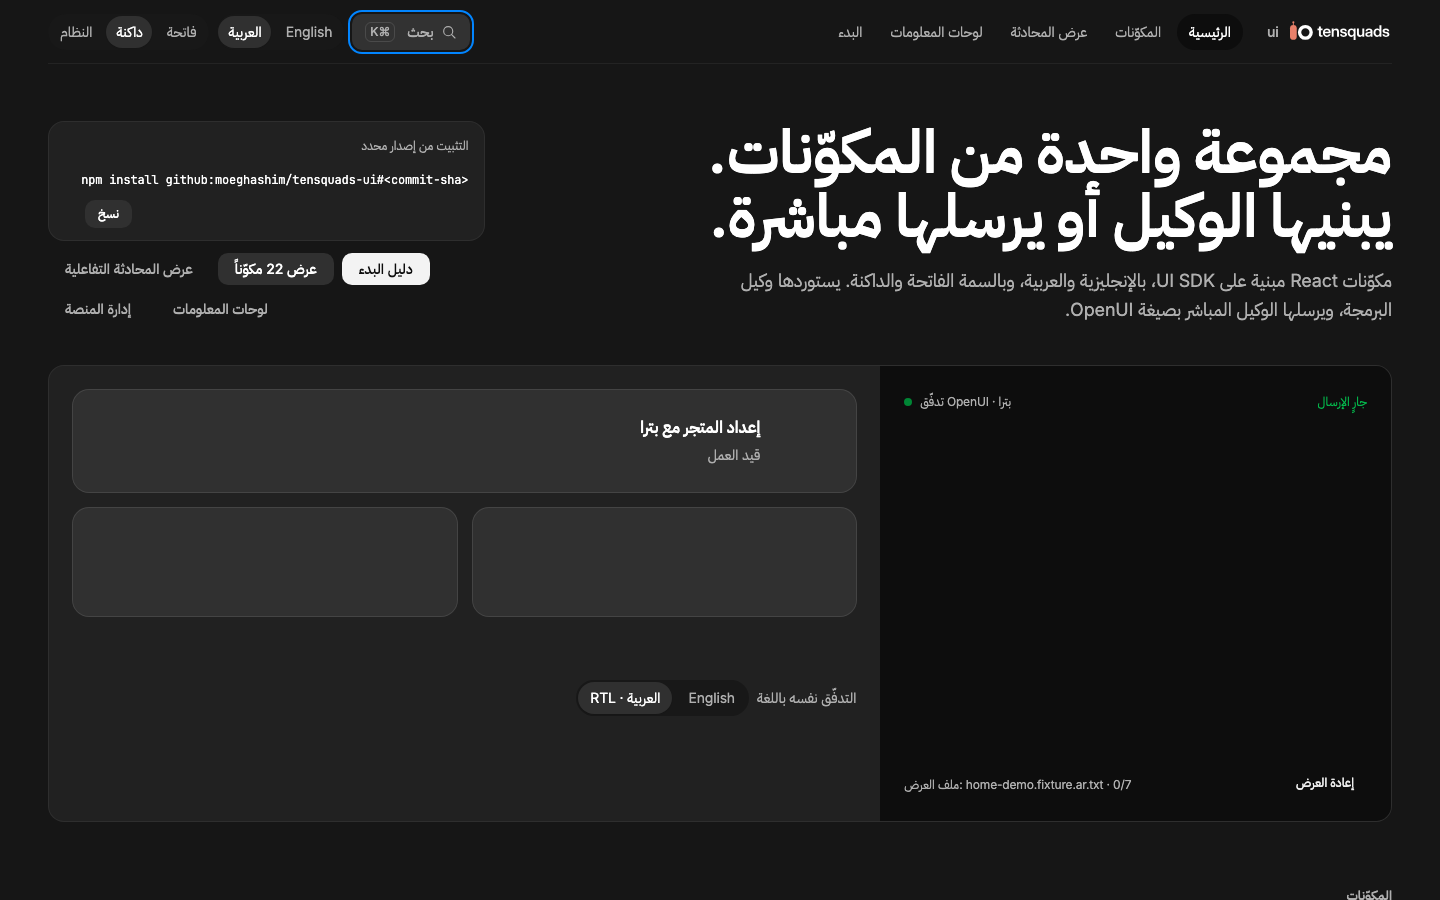 tensquads ui
الرئيسية
المكوّنات
عرض المحادثة
لوحات المعلومات
البدء
بحث ⌘K
English
العربية
فاتحة
داكنة
النظام
مجموعة واحدة من المكوّنات.
يبنيها الوكيل أو يرسلها مباشرة.
مكوّنات React مبنية على UI SDK، بالإنجليزية والعربية، وبالسمة الفاتحة والداكنة. يستوردها وكيل
البرمجة، ويرسلها الوكيل المباشر بصيغة OpenUI.
التثبيت من إصدار محدد
npm install github:moeghashim/tensquads-ui#<commit-sha>
نسخ
دليل البدء
عرض 22 مكوّناً
عرض المحادثة التفاعلية
لوحات المعلومات
إدارة المنصة
جارٍ الإرسال
بترا · OpenUI تدفّق
إعادة العرض
ملف العرض: home-demo.fixture.ar.txt · 0/7
إعداد المتجر مع بترا
قيد العمل
التدفّق نفسه باللغة
English
العربية · RTL
المكوّنات